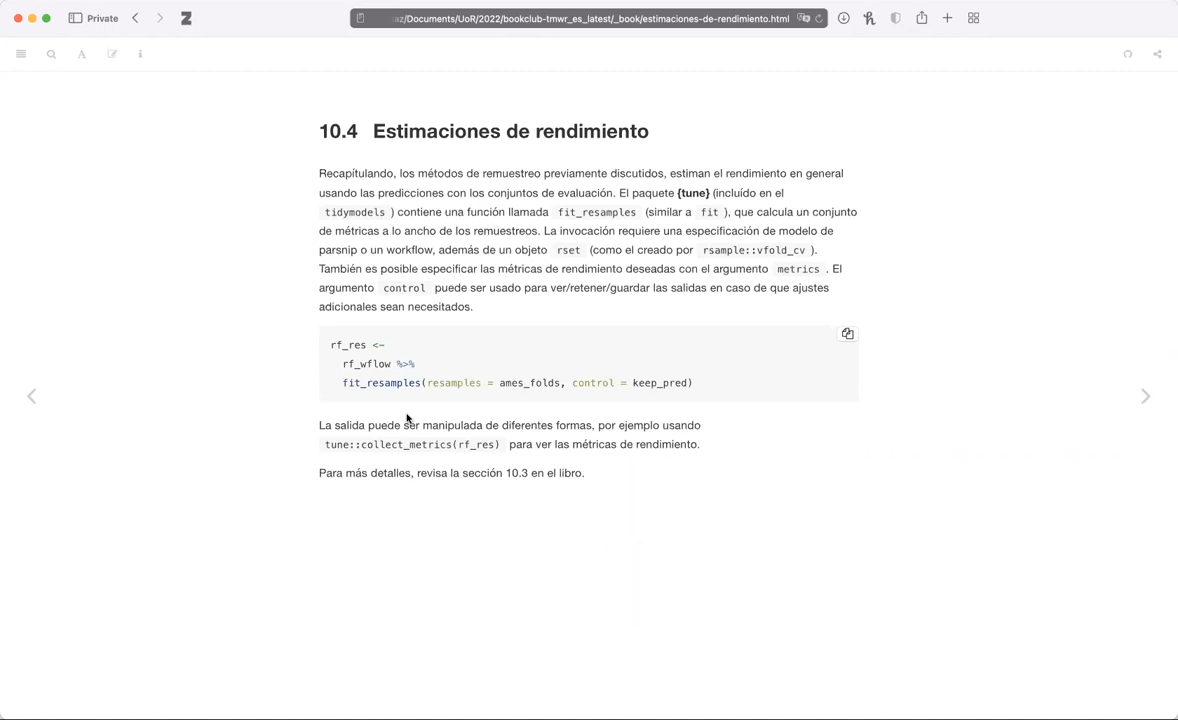 Private
az/Documents/UoR/2022/bookclub-tmwr_es_latest/_book/estimaciones-de-rendimiento.html
10.4 Estimaciones de rendimiento
Recapítulando, los métodos de remuestreo previamente discutidos, estiman el rendimiento en general
usando las predicciones con los conjuntos de evaluación. El paquete {tune} (incluído en el
tidymodels ) contiene una función llamada fit_resamples (similar a fit ), que calcula un conjunto
de métricas a lo ancho de los remuestreos. La invocación requiere una especificación de modelo de
parsnip o un workflow, además de un objeto rset (como el creado por rsample::vfold_cv ).
También es posible especificar las métricas de rendimiento deseadas con el argumento metrics . El
argumento control puede ser usado para ver/retener/guardar las salidas en caso de que ajustes
adicionales sean necesitados.
rf_res <-
rf_wflow %>%
fit_resamples(resamples = ames_folds, control = keep_pred)
La salida puede ser manipulada de diferentes formas, por ejemplo usando
tune::collect_metrics(rf_res) para ver las métricas de rendimiento.
Para más detalles, revisa la sección 10.3 en el libro.